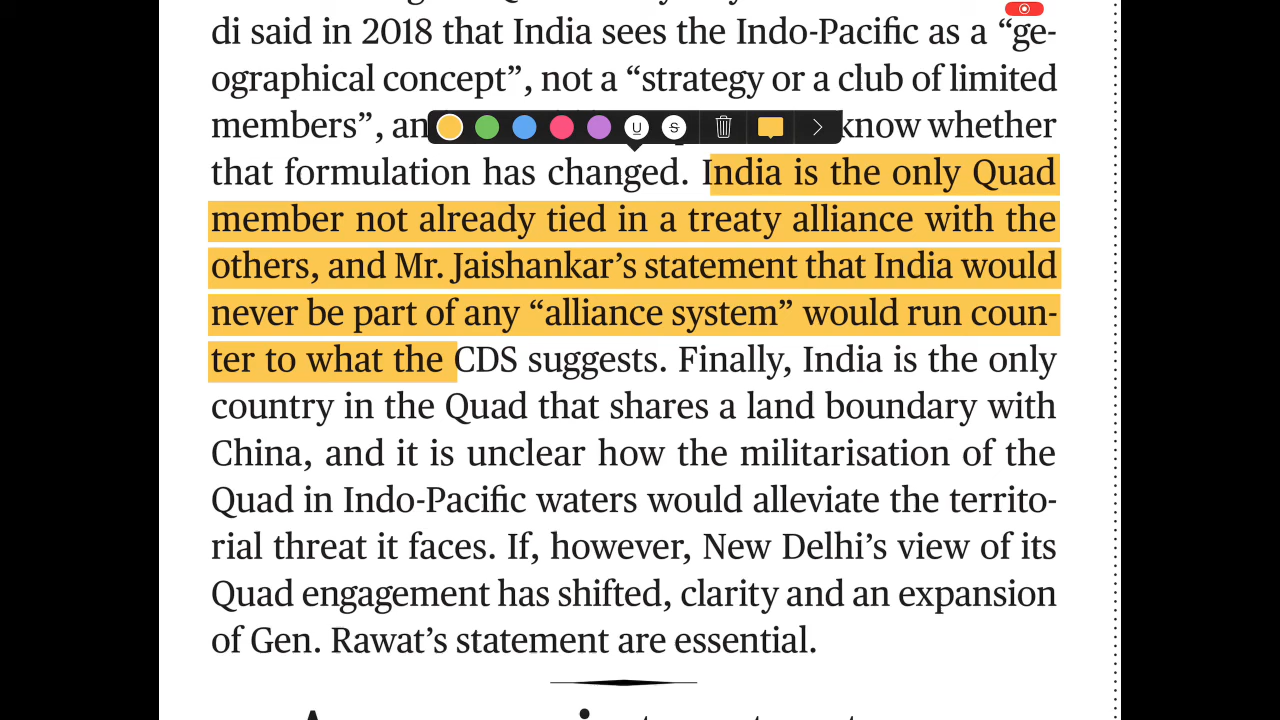 di said in 2018 that India sees the Indo-Pacific as a “ge-
ographical concept”, not a “strategy or a club of limited
members”, an know whether
that formulation has changed. India is the only Quad
member not already tied in a treaty alliance with the
others, and Mr. Jaishankar’s statement that India would
never be part of any “alliance system” would run coun-
ter to what the CDS suggests. Finally, India is the only
country in the Quad that shares a land boundary with
China, and it is unclear how the militarisation of the
Quad in Indo-Pacific waters would alleviate the territo-
rial threat it faces. If, however, New Delhi’s view of its
Quad engagement has shifted, clarity and an expansion
of Gen. Rawat’s statement are essential.